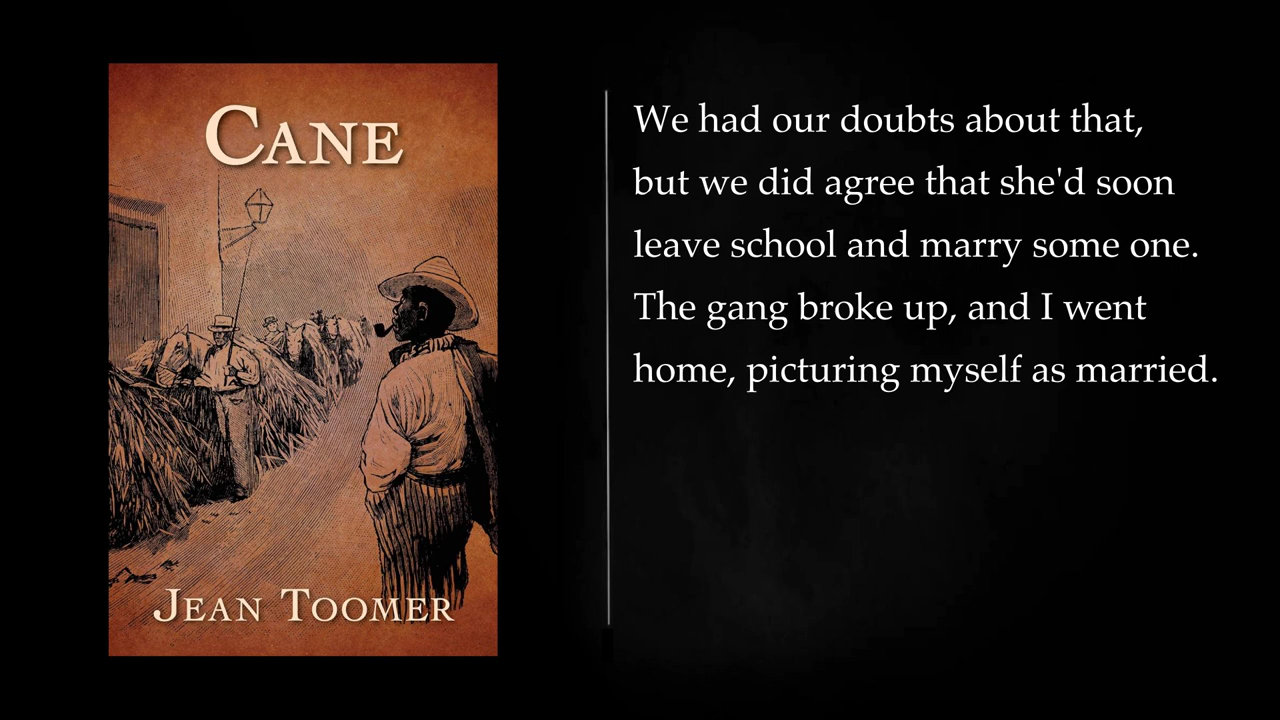 CANE
JEAN TOOMER
We had our doubts about that,
but we did agree that she'd soon
leave school and marry some one.
The gang broke up, and I went
home, picturing myself as married.